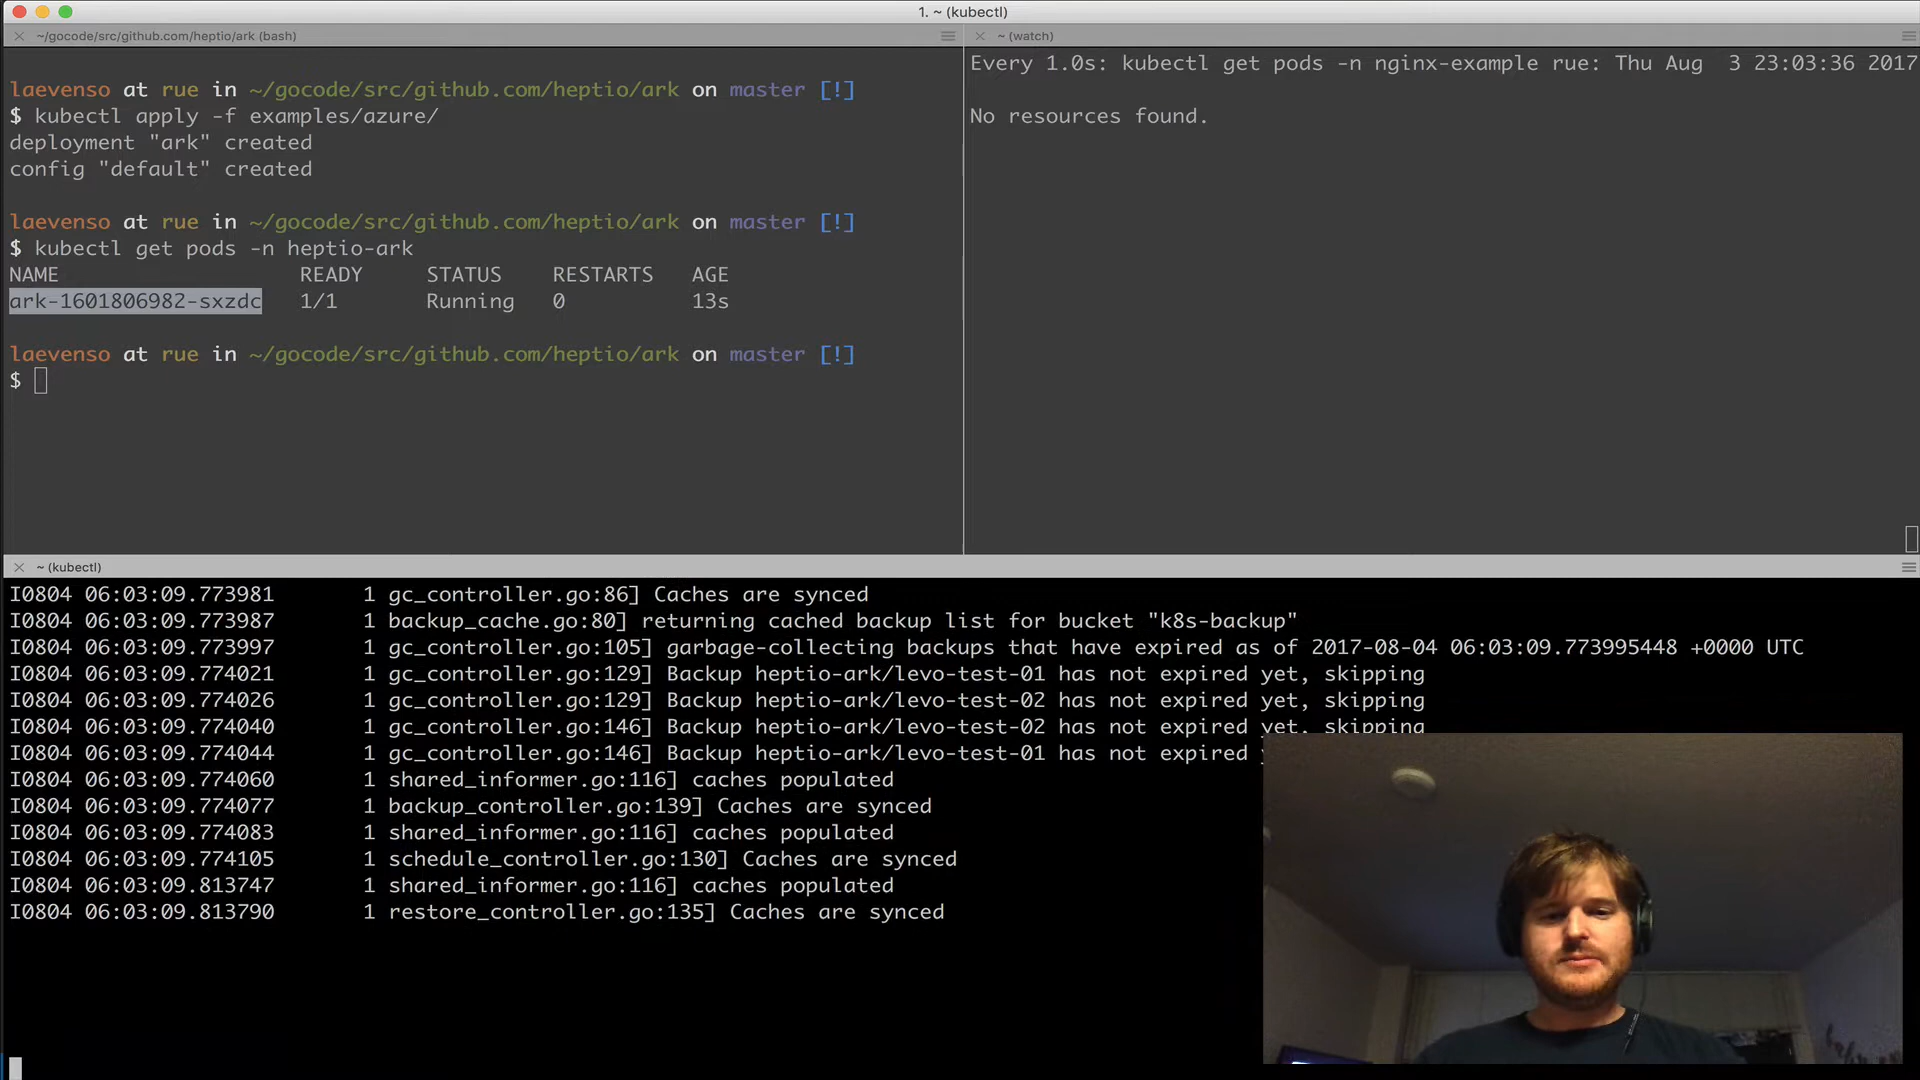 1. ~ (kubectl)
~/gocode/src/github.com/heptio/ark (bash)
laevenso at rue in ~/gocode/src/github.com/heptio/ark on master [!]
$ kubectl apply -f examples/azure/
deployment "ark" created
config "default" created
laevenso at rue in ~/gocode/src/github.com/heptio/ark on master [!]
$ kubectl get pods -n heptio-ark
NAME READY STATUS RESTARTS AGE
ark-1601806982-sxzdc 1/1 Running 0 13s
laevenso at rue in ~/gocode/src/github.com/heptio/ark on master [!]
$
~ (watch)
Every 1.0s: kubectl get pods -n nginx-example rue: Thu Aug 3 23:03:36 2017
No resources found.
~ (kubectl)
I0804 06:03:09.773981 1 gc_controller.go:86] Caches are synced
I0804 06:03:09.773987 1 backup_cache.go:80] returning cached backup list for bucket "k8s-backup"
I0804 06:03:09.773997 1 gc_controller.go:105] garbage-collecting backups that have expired as of 2017-08-04 06:03:09.773995448 +0000 UTC
I0804 06:03:09.774021 1 gc_controller.go:129] Backup heptio-ark/levo-test-01 has not expired yet, skipping
I0804 06:03:09.774026 1 gc_controller.go:129] Backup heptio-ark/levo-test-02 has not expired yet, skipping
I0804 06:03:09.774040 1 gc_controller.go:146] Backup heptio-ark/levo-test-02 has not expired yet, skipping
I0804 06:03:09.774044 1 gc_controller.go:146] Backup heptio-ark/levo-test-01 has not expired
I0804 06:03:09.774060 1 shared_informer.go:116] caches populated
I0804 06:03:09.774077 1 backup_controller.go:139] Caches are synced
I0804 06:03:09.774083 1 shared_informer.go:116] caches populated
I0804 06:03:09.774105 1 schedule_controller.go:130] Caches are synced
I0804 06:03:09.813747 1 shared_informer.go:116] caches populated
I0804 06:03:09.813790 1 restore_controller.go:135] Caches are synced